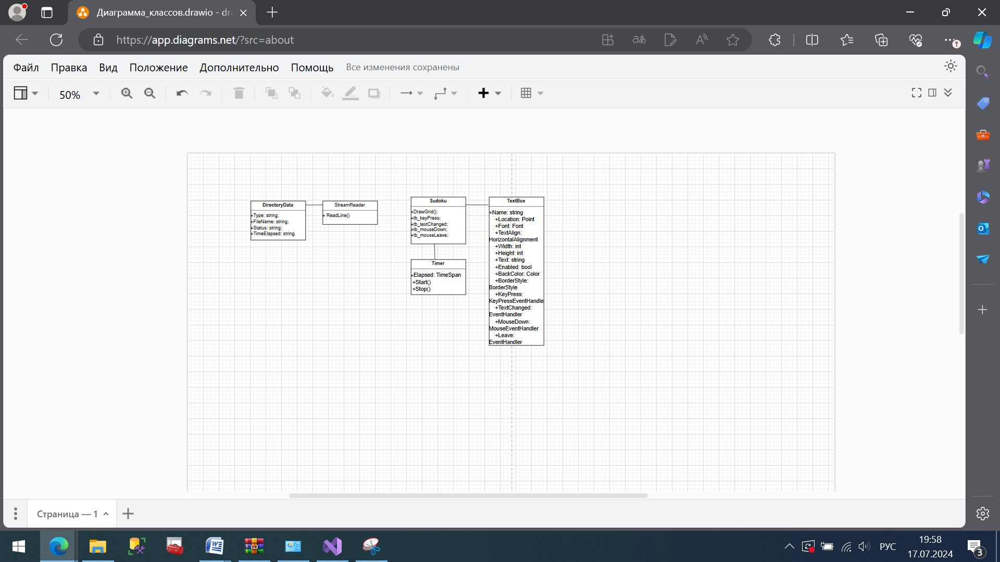 Диаграмма_классов.drawio - dra
https://app.diagrams.net/?src=about
Файл Правка Вид Положение Дополнительно Помощь Все изменения сохранены
50%
DirectoryData
+Type: string;
+FileName: string;
+Status: string;
+TimeElapsed: string.
StreamReader
+ ReadLine()
Sudoku
+DrawGrid();
+tb_keyPress;
+tb_textChanged;
+tb_mouseDown;
+tb_mouseLeave;
Timer
+Elapsed: TimeSpan
+Start()
+Stop()
TextBox
+Name: string
+Location: Point
+Font: Font
+TextAlign:
HorizontalAlignment
+Width: int
+Height: int
+Text: string
+Enabled: bool
+BackColor: Color
+BorderStyle:
BorderStyle
+KeyPress:
KeyPressEventHandle
+TextChanged:
EventHandler
+MouseDown:
MouseEventHandler
+Leave:
EventHandler
Страница — 1
РУС
19:58
17.07.2024
3